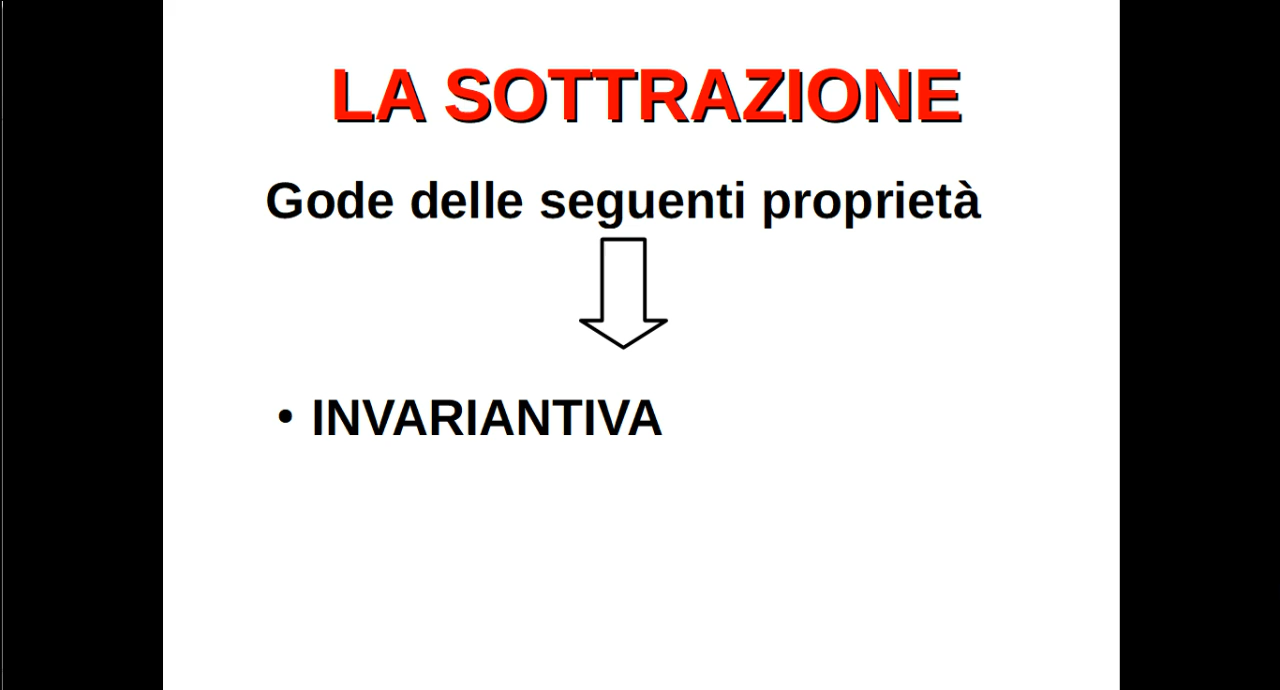 LA SOTTRAZIONE
Gode delle seguenti proprietà
• INVARIANTIVA